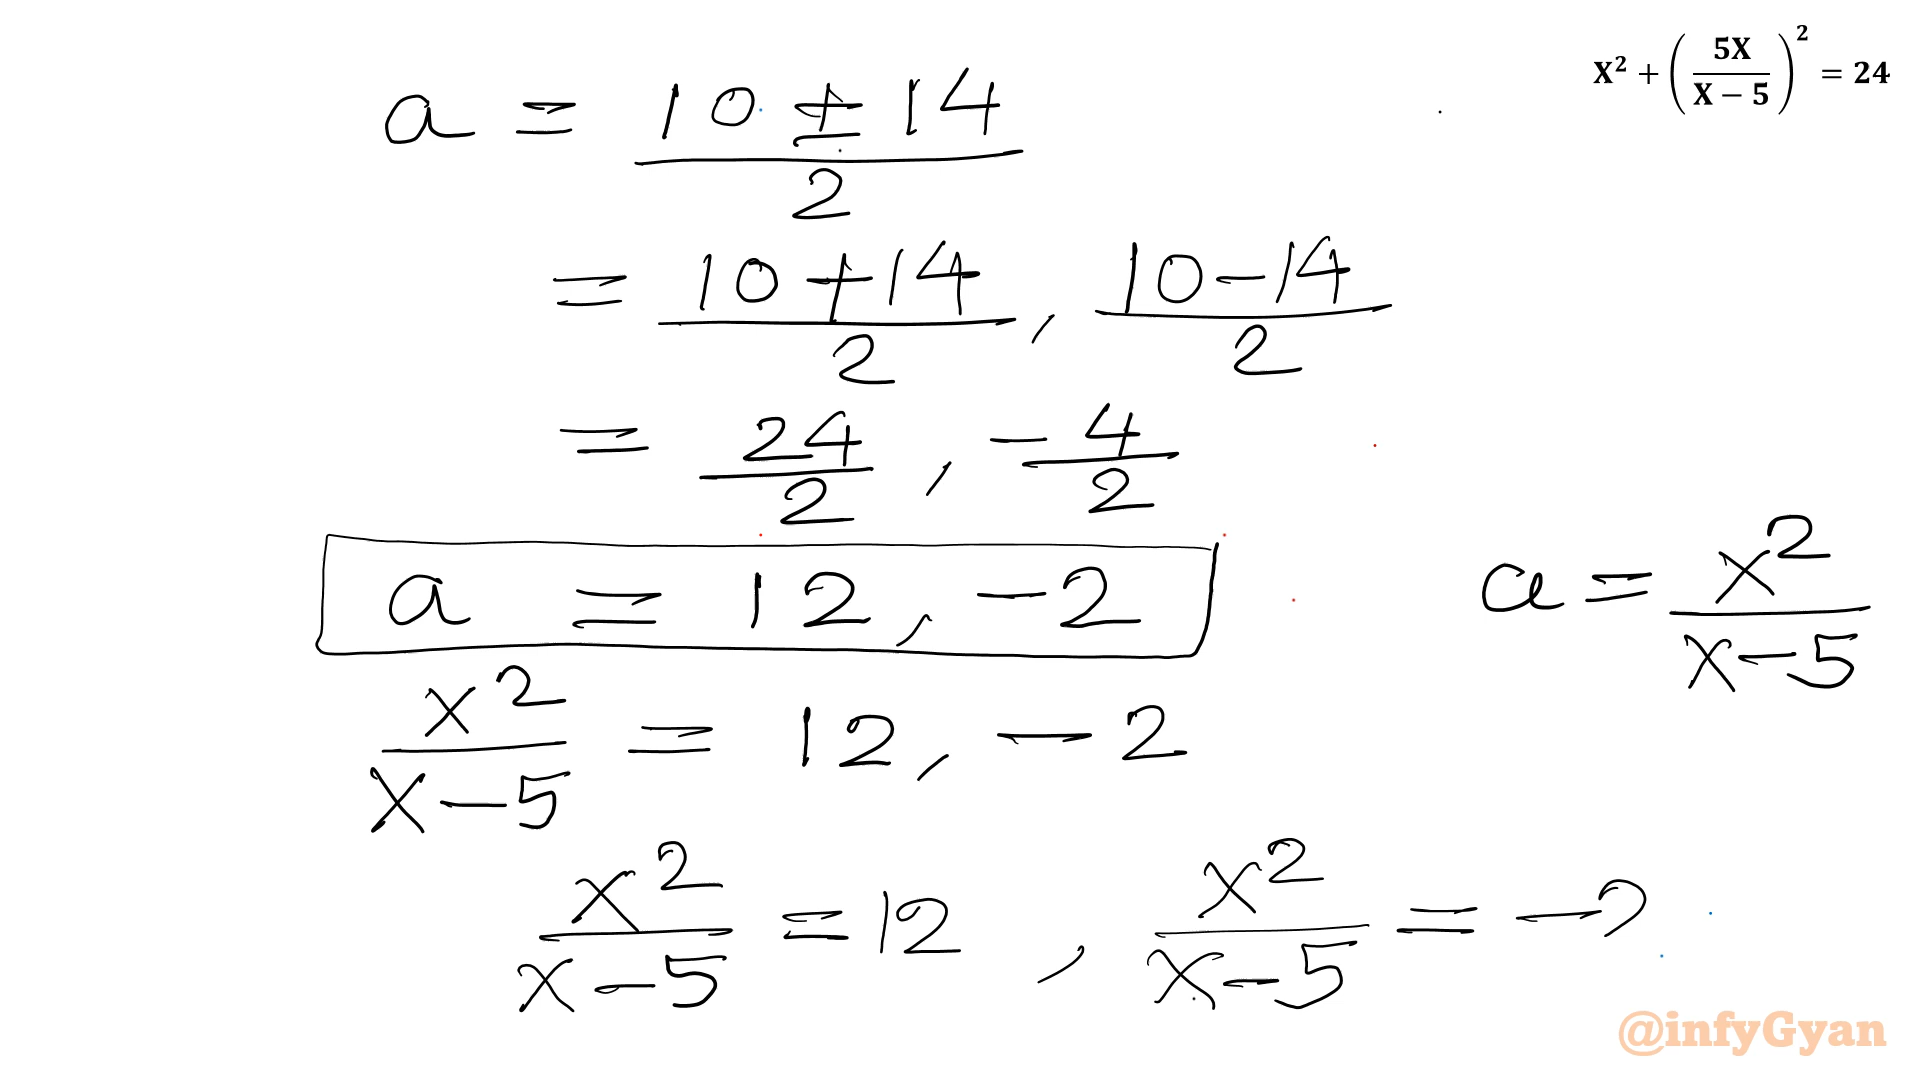 X² + (5X / X − 5)² = 24
a = (10 ± 14) / 2
= (10 + 14) / 2 , (10 − 14) / 2
= 24 / 2 , − 4 / 2
a = 12 , −2
a = x² / (x − 5)
x² / (x − 5) = 12 , − 2
x² / (x − 5) = 12 , x² / (x − 5) = −2
@infyGyan